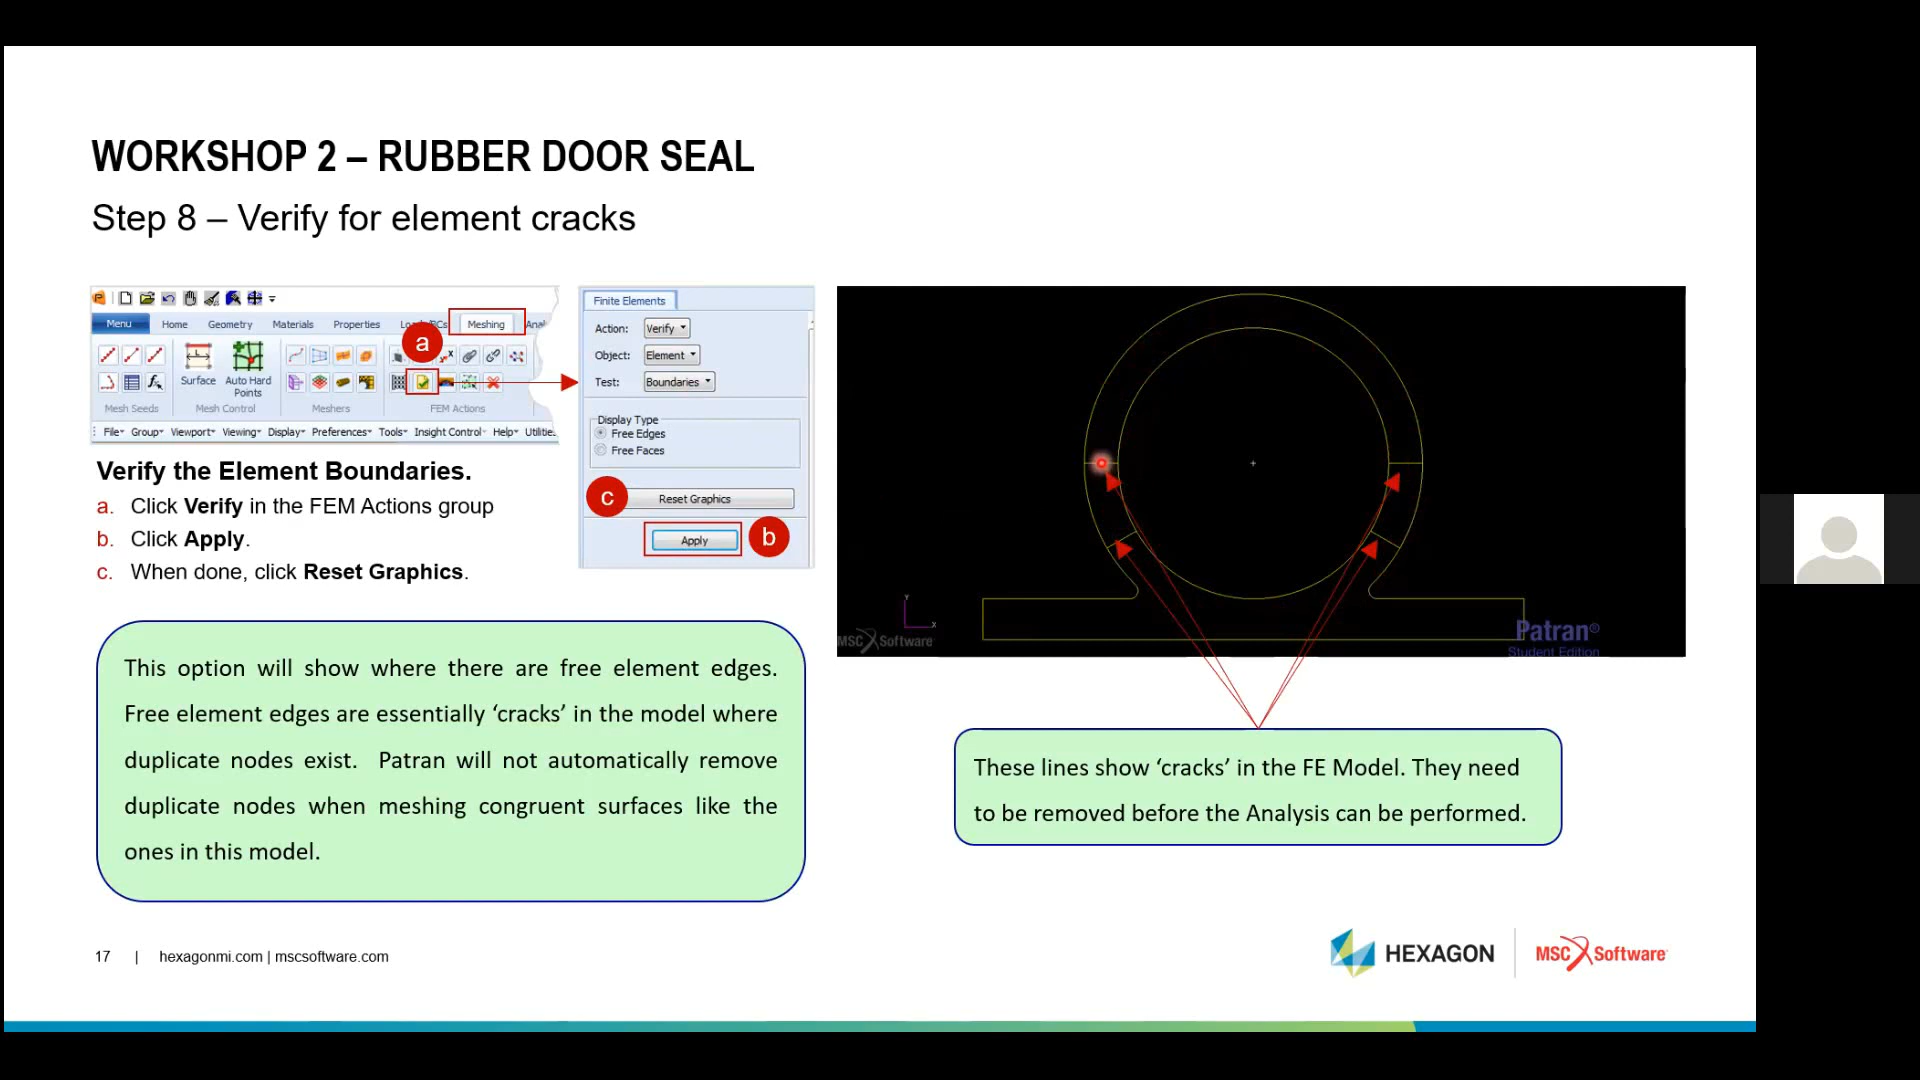 WORKSHOP 2 – RUBBER DOOR SEAL
Step 8 – Verify for element cracks
Menu Home Geometry Materials Properties Meshing
a
Surface Auto Hard Points
Mesh Seeds Mesh Control Meshers FEM Actions
File Group Viewport Viewing Display Preferences Tools Insight Control Help
Finite Elements
Action: Verify
Object: Element
Test: Boundaries
Display Type
Free Edges
Free Faces
c Reset Graphics
Apply b
Verify the Element Boundaries.
a. Click Verify in the FEM Actions group
b. Click Apply.
c. When done, click Reset Graphics.
This option will show where there are free element edges.
Free element edges are essentially ‘cracks’ in the model where
duplicate nodes exist. Patran will not automatically remove
duplicate nodes when meshing congruent surfaces like the
ones in this model.
Y
X
MSC Software
Patran®
Student Edition
These lines show ‘cracks’ in the FE Model. They need
to be removed before the Analysis can be performed.
17 | hexagonmi.com | mscsoftware.com
HEXAGON
MSC Software